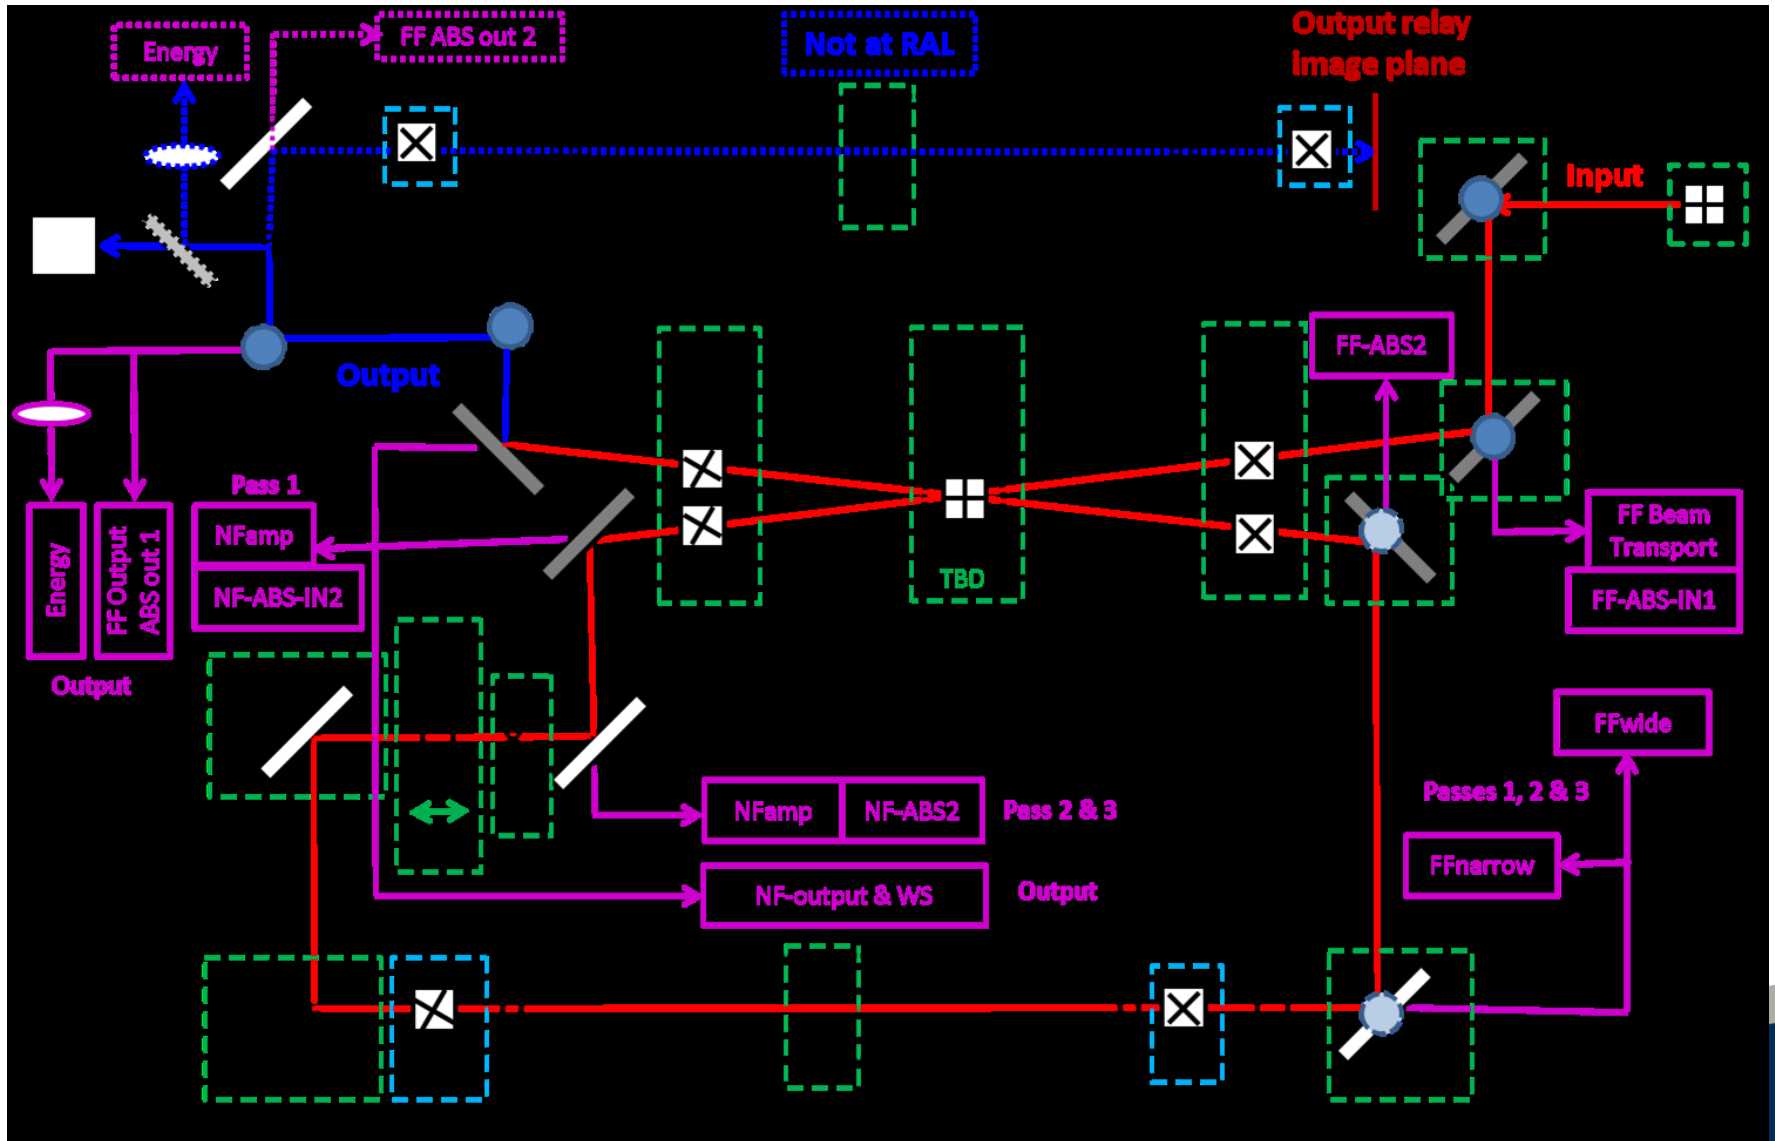 Energy
FF ABS out 2
Not at RAL
Output relay
image plane
Input
Output
FF-ABS2
Pass 1
NFamp
NF-ABS-IN2
Energy
FF Output
ABS out 1
Output
TBD
FF Beam
Transport
FF-ABS-IN1
FFwide
Passes 1, 2 & 3
FFnarrow
NFamp
NF-ABS2
Pass 2 & 3
NF-output & WS
Output